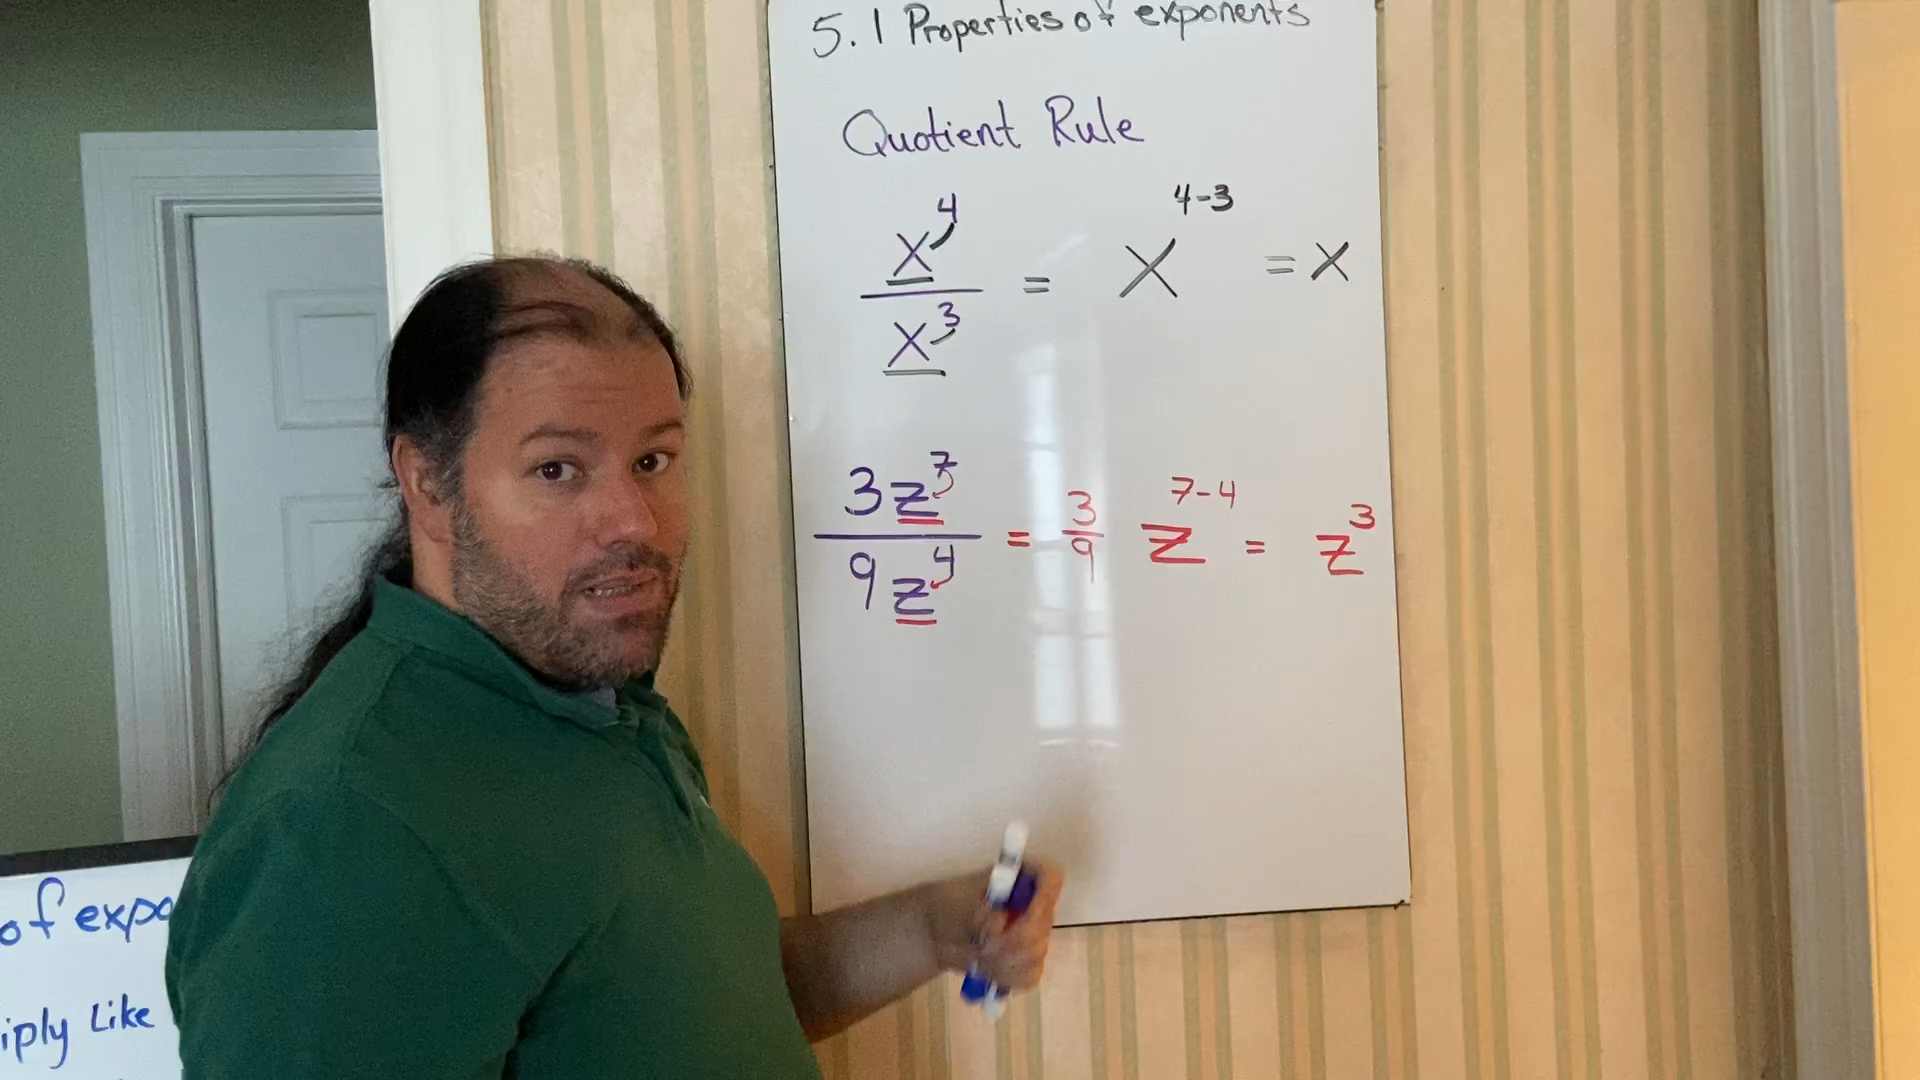 5.1 Properties of exponents
Quotient Rule
x^4 / x^3 = x^{4-3} = x
3z^7 / 9z^4 = 3/9 z^{7-4} = z^3
of expo
iply Like